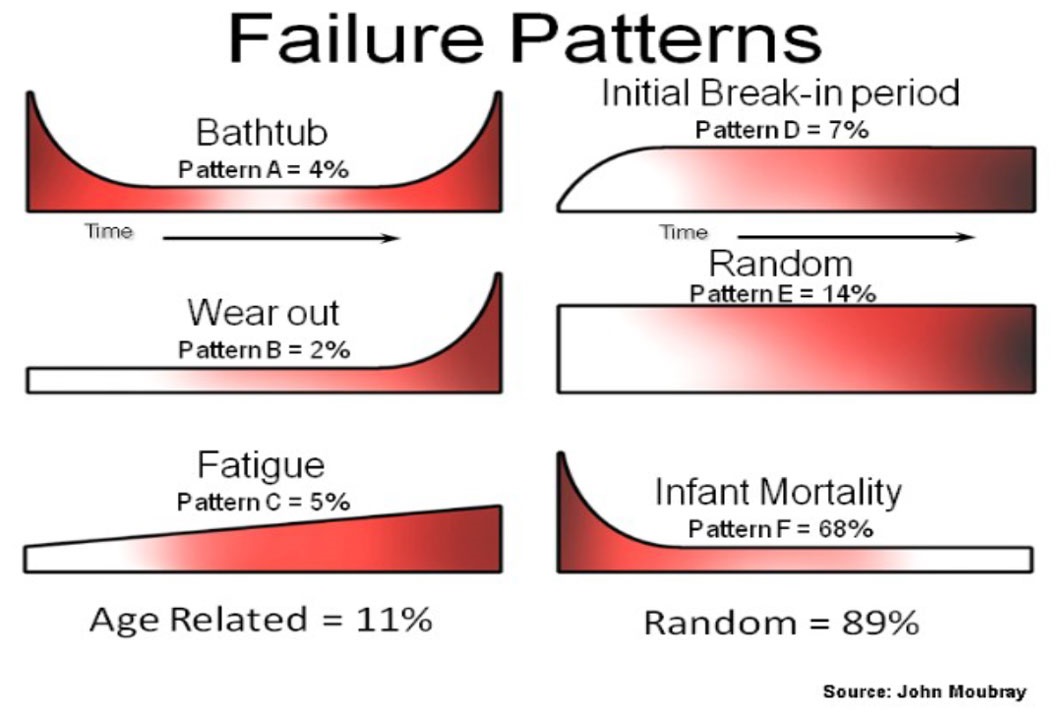 Failure Patterns
Bathtub
Pattern A = 4%
Time
Initial Break-in period
Pattern D = 7%
Time
Wear out
Pattern B = 2%
Random
Pattern E = 14%
Fatigue
Pattern C = 5%
Infant Mortality
Pattern F = 68%
Age Related = 11%
Random = 89%
Source: John Moubray